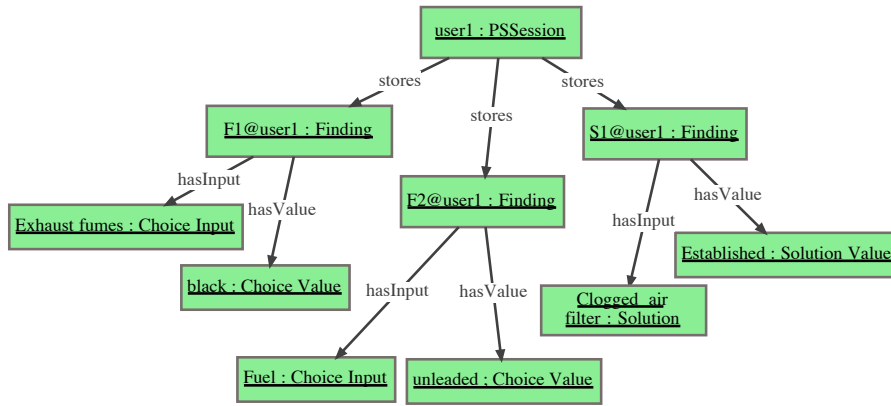 user1 : PSSession
stores
stores
stores
F1@user1 : Finding
S1@user1 : Finding
hasInput
hasValue
F2@user1 : Finding
hasInput
hasValue
Exhaust fumes : Choice Input
Established : Solution Value
black : Choice Value
hasInput
hasValue
Clogged air
filter : Solution
Fuel : Choice Input
unleaded : Choice Value